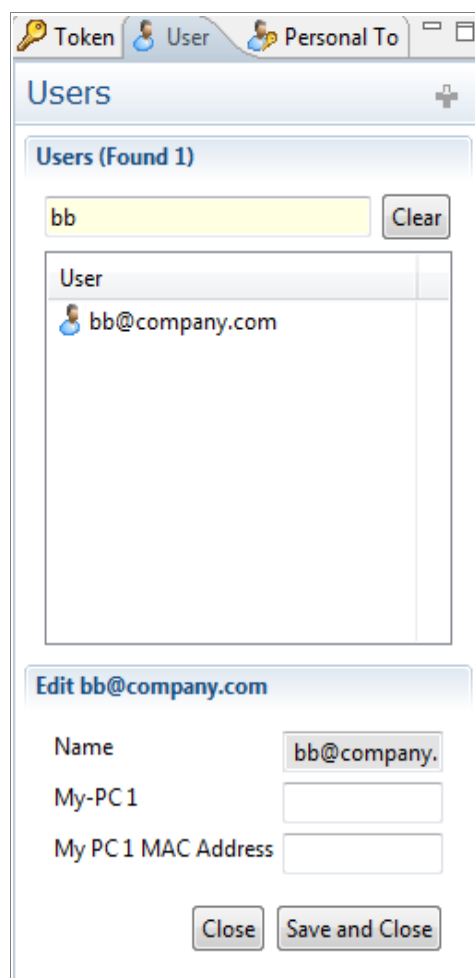 Token User Personal To
Users
Users (Found 1)
bb Clear
User
bb@company.com
Edit bb@company.com
Name bb@company.
My-PC 1
My PC 1 MAC Address
Close Save and Close